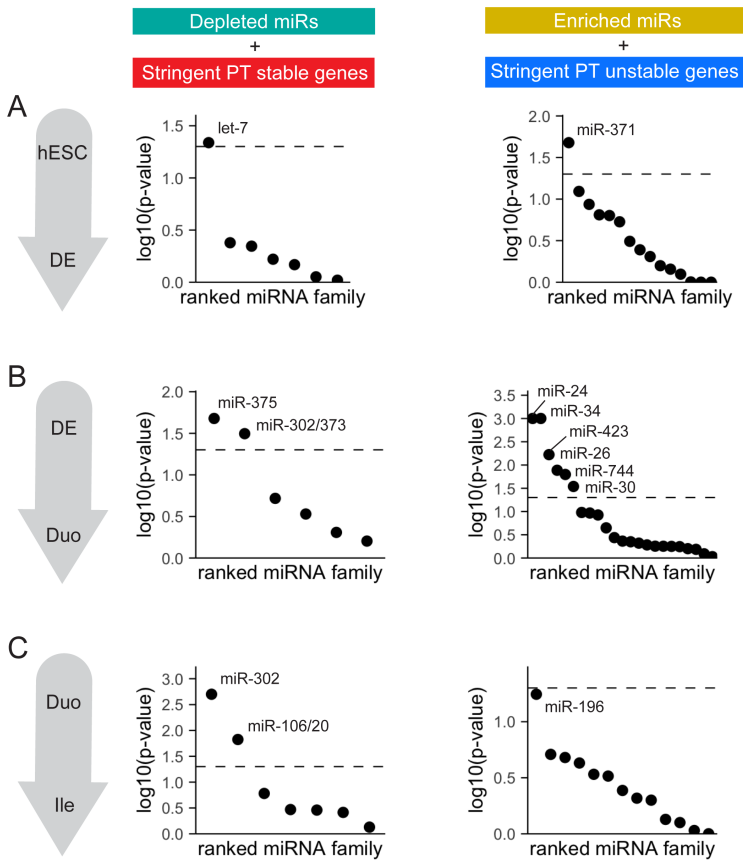 Depleted miRs
+
Stringent PT stable genes
Enriched miRs
+
Stringent PT unstable genes
A
hESC
DE
log10(p-value)
1.5
1.0
0.5
0.0
let-7
ranked miRNA family
log10(p-value)
2.0
1.5
1.0
0.5
0.0
miR-371
ranked miRNA family
B
DE
Duo
log10(p-value)
2.0
1.5
1.0
0.5
0.0
miR-375
miR-302/373
ranked miRNA family
log10(p-value)
3.5
3.0
2.5
2.0
1.5
1.0
0.5
0.0
miR-24
miR-34
miR-423
miR-26
miR-744
miR-30
ranked miRNA family
C
Duo
Ile
log10(p-value)
3.0
2.5
2.0
1.5
1.0
0.5
0.0
miR-302
miR-106/20
ranked miRNA family
log10(p-value)
1.0
0.5
0.0
miR-196
ranked miRNA family